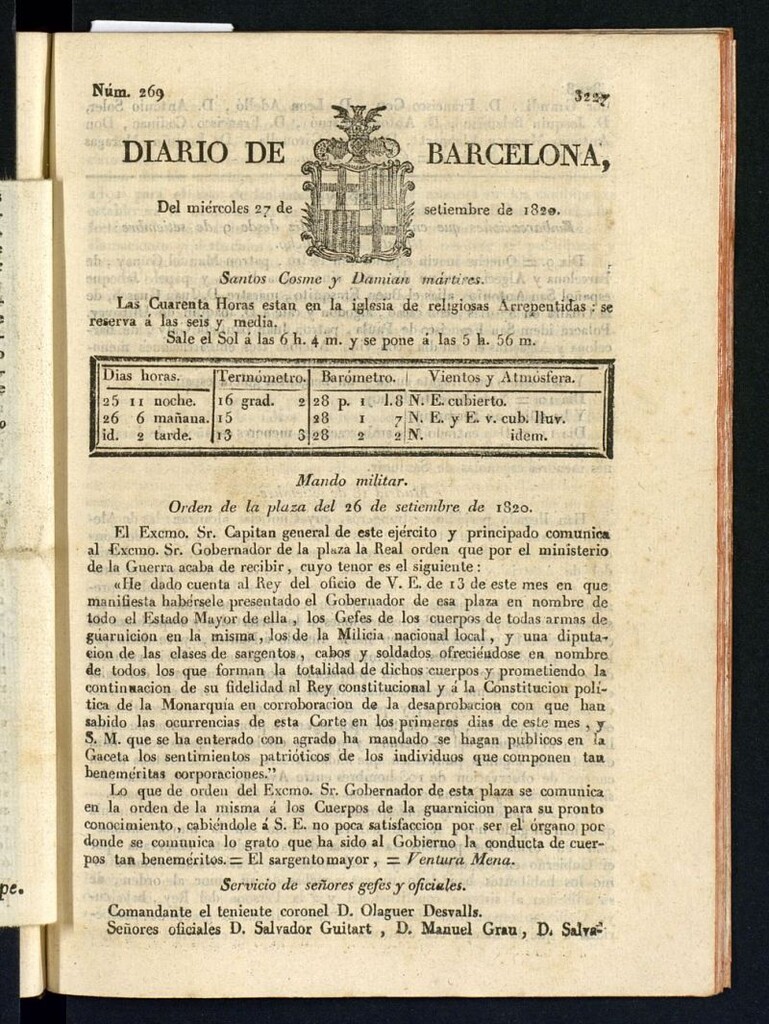 Núm. 269 3227
DIARIO DE BARCELONA,
Del miércoles 27 de setiembre de 1820.
Santos Cosme y Damian mártires.
Las Cuarenta Horas estan en la iglesia de religiosas Arrepentidas : se
reserva á las seis y media.
Sale el Sol á las 6 h. 4 m. y se pone á las 5 h. 56 m.
Dias horas. Termómetro. Barómetro. Vientos y Atmósfera.
25 11 noche. 16 grad. 2 28 p. 1 l. 8 N. E. cubierto.
26 6 mañana. 15 28 1 7 N. E. y E. v. cub. lluv.
id. 2 tarde. 13 3 28 2 2 N. idem.
Mando militar.
Orden de la plaza del 26 de setiembre de 1820.
El Excmo. Sr. Capitan general de este ejército y principado comunica
al Excmo. Sr. Gobernador de la plaza la Real orden que por el ministerio
de la Guerra acaba de recibir, cuyo tenor es el siguiente :
«He dado cuenta al Rey del oficio de V. E. de 13 de este mes en que
manifiesta habérsele presentado el Gobernador de esa plaza en nombre de
todo el Estado Mayor de ella , los Gefes de los cuerpos de todas armas de
guarnicion en la misma , los de la Milicia nacional local, y una diputa-
cion de las clases de sargentos , cabos y soldados ofreciéndose en nombre
de todos los que forman la totalidad de dichos cuerpos y prometiendo la
continuacion de su fidelidad al Rey constitucional y á la Constitucion polí-
tica de la Monarquía en corroboracion de la desaprobacion con que han
sabido las ocurrencias de esta Corte en los primeros dias de este mes , y
S. M. que se ha enterado con agrado ha mandado se hagan públicos en la
Gaceta los sentimientos patrióticos de los individuos que componen tan
beneméritas corporaciones.”
Lo que de orden del Excmo. Sr. Gobernador de esta plaza se comunica
en la orden de la misma á los Cuerpos de la guarnicion para su pronto
conocimiento , cabiéndole á S. E. no poca satisfaccion por ser el órgano por
donde se comunica lo grato que ha sido al Gobierno la conducta de cuer-
pos tan beneméritos. = El sargento mayor , = Ventura Mena.
Servicio de señores gefes y oficiales.
Comandante el teniente coronel D. Olaguer Desvalls.
Señores oficiales D. Salvador Guitart , D. Manuel Grau, D. Salva-
pe.